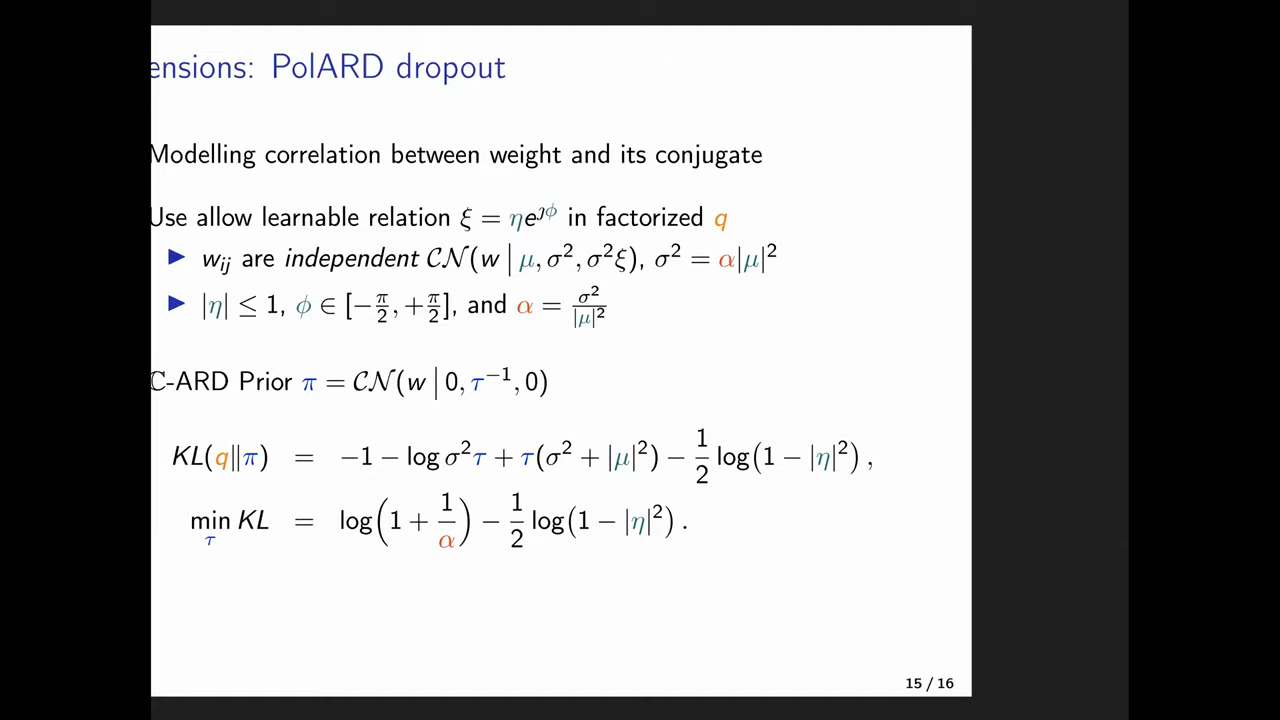 ensions: PolARD dropout
Modelling correlation between weight and its conjugate
Use allow learnable relation ξ = ηe^{ȷϕ} in factorized q
▶ w_{ij} are independent 𝒞𝒩(w | μ, σ², σ²ξ), σ² = α|μ|²
▶ |η| ≤ 1, ϕ ∈ [−π/2, +π/2], and α = σ²/|μ|²
ℂ-ARD Prior π = 𝒞𝒩(w | 0, τ⁻¹, 0)
KL(q‖π) = −1 − log σ²τ + τ(σ² + |μ|²) − 1/2 log(1 − |η|²) ,
min_τ KL = log(1 + 1/α) − 1/2 log(1 − |η|²) .
15 / 16